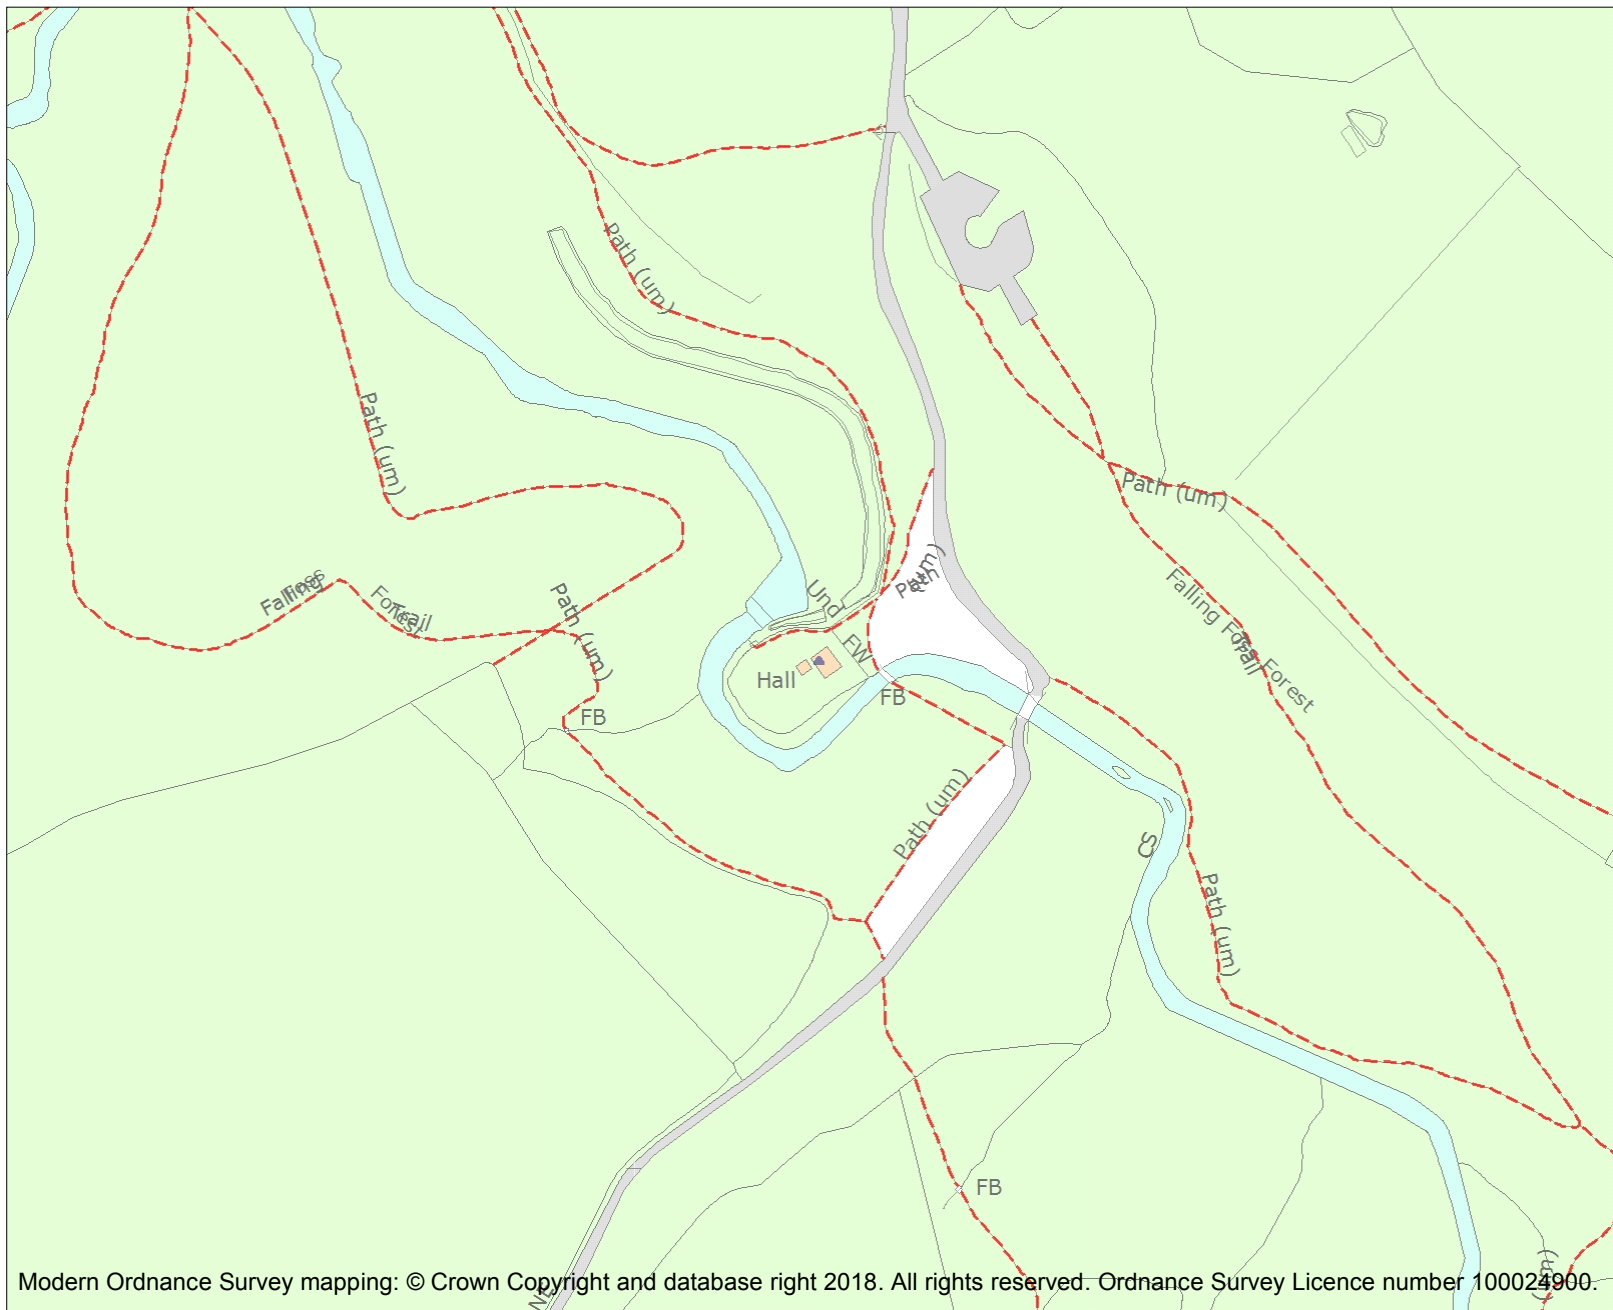 Path (um)
Path (um)
Path (um)
Path (um)
Und
FW
Hall
FB
Falling Foss
Forest Trail
Path (um)
FB
Falling Foss Forest
Trail
Path (um)
CS
Path (um)
FB
Modern Ordnance Survey mapping: © Crown Copyright and database right 2018. All rights reserved. Ordnance Survey Licence number 100024900.